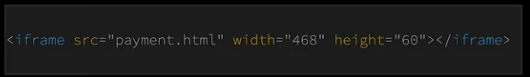 <iframe src="payment.html" width="468" height="60"></iframe>